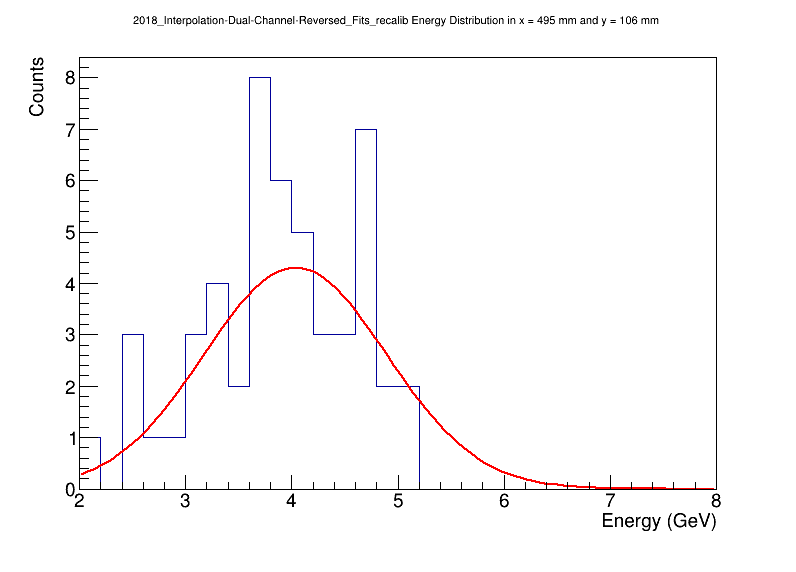 2018_Interpolation-Dual-Channel-Reversed_Fits_recalib Energy Distribution in x = 495 mm and y = 106 mm
Counts
8
7
6
5
4
3
2
1
0
2 3 4 5 6 7 8
Energy (GeV)